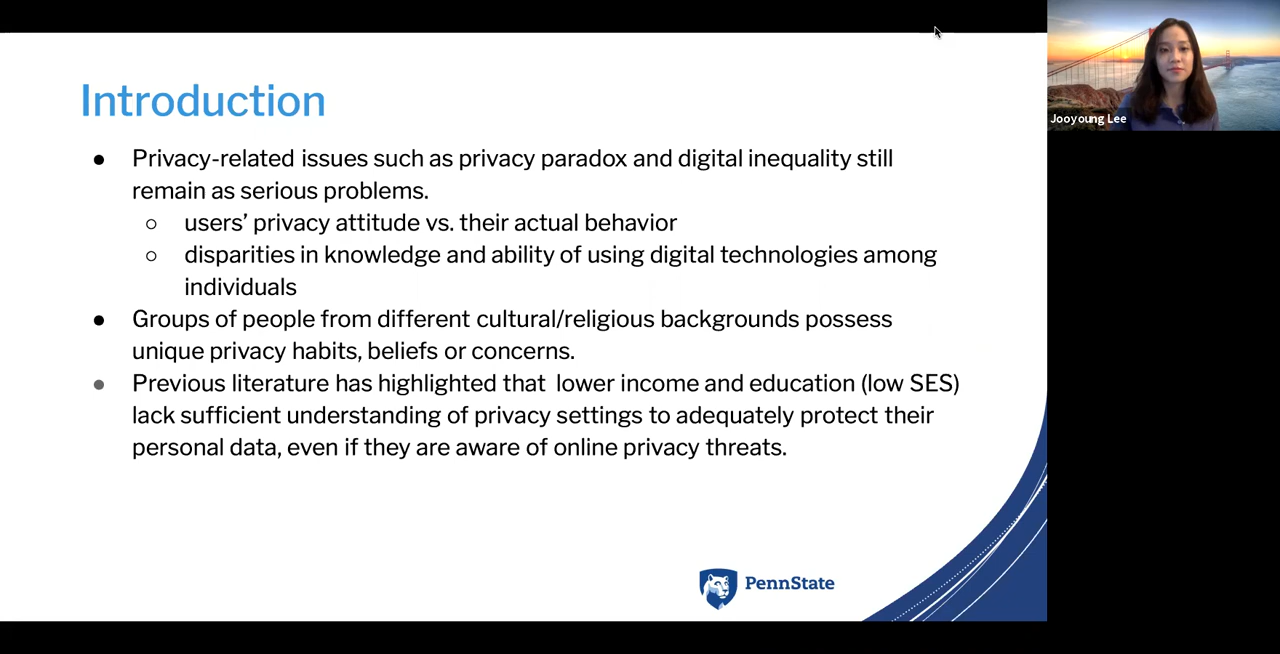 Introduction
● Privacy-related issues such as privacy paradox and digital inequality still
remain as serious problems.
○ users’ privacy attitude vs. their actual behavior
○ disparities in knowledge and ability of using digital technologies among
individuals
● Groups of people from different cultural/religious backgrounds possess
unique privacy habits, beliefs or concerns.
● Previous literature has highlighted that  lower income and education (low SES)
lack sufficient understanding of privacy settings to adequately protect their
personal data, even if they are aware of online privacy threats.
PennState
Jooyoung Lee